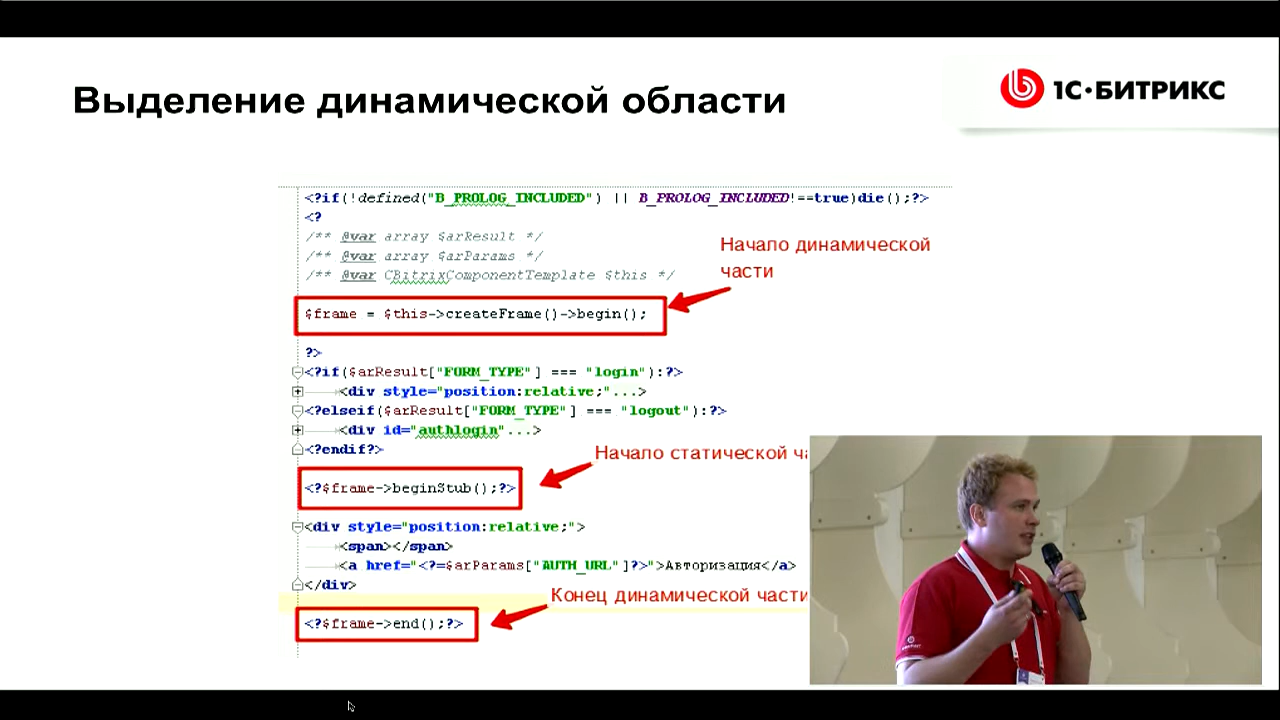 Выделение динамической области
1С·БИТРИКС
<?if(!defined("B_PROLOG_INCLUDED") || B_PROLOG_INCLUDED!==true)die();?>
<?
/** @var array $arResult */
/** @var array $arParams */
/** @var CBitrixComponentTemplate $this */
Начало динамической
части
$frame = $this->createFrame()->begin();
?>
<?if($arResult["FORM_TYPE"] === "login"):?>
<div style="position:relative;"...>
<?elseif($arResult["FORM_TYPE"] === "logout"):?>
<div id="authlogin"...>
<?endif?>
Начало статической ча
<?$frame->beginStub();?>
<div style="position:relative;">
<span></span>
<a href="<?=$arParams["AUTH_URL"]?>">Авторизация</a>
</div>
Конец динамической части
<?$frame->end();?>